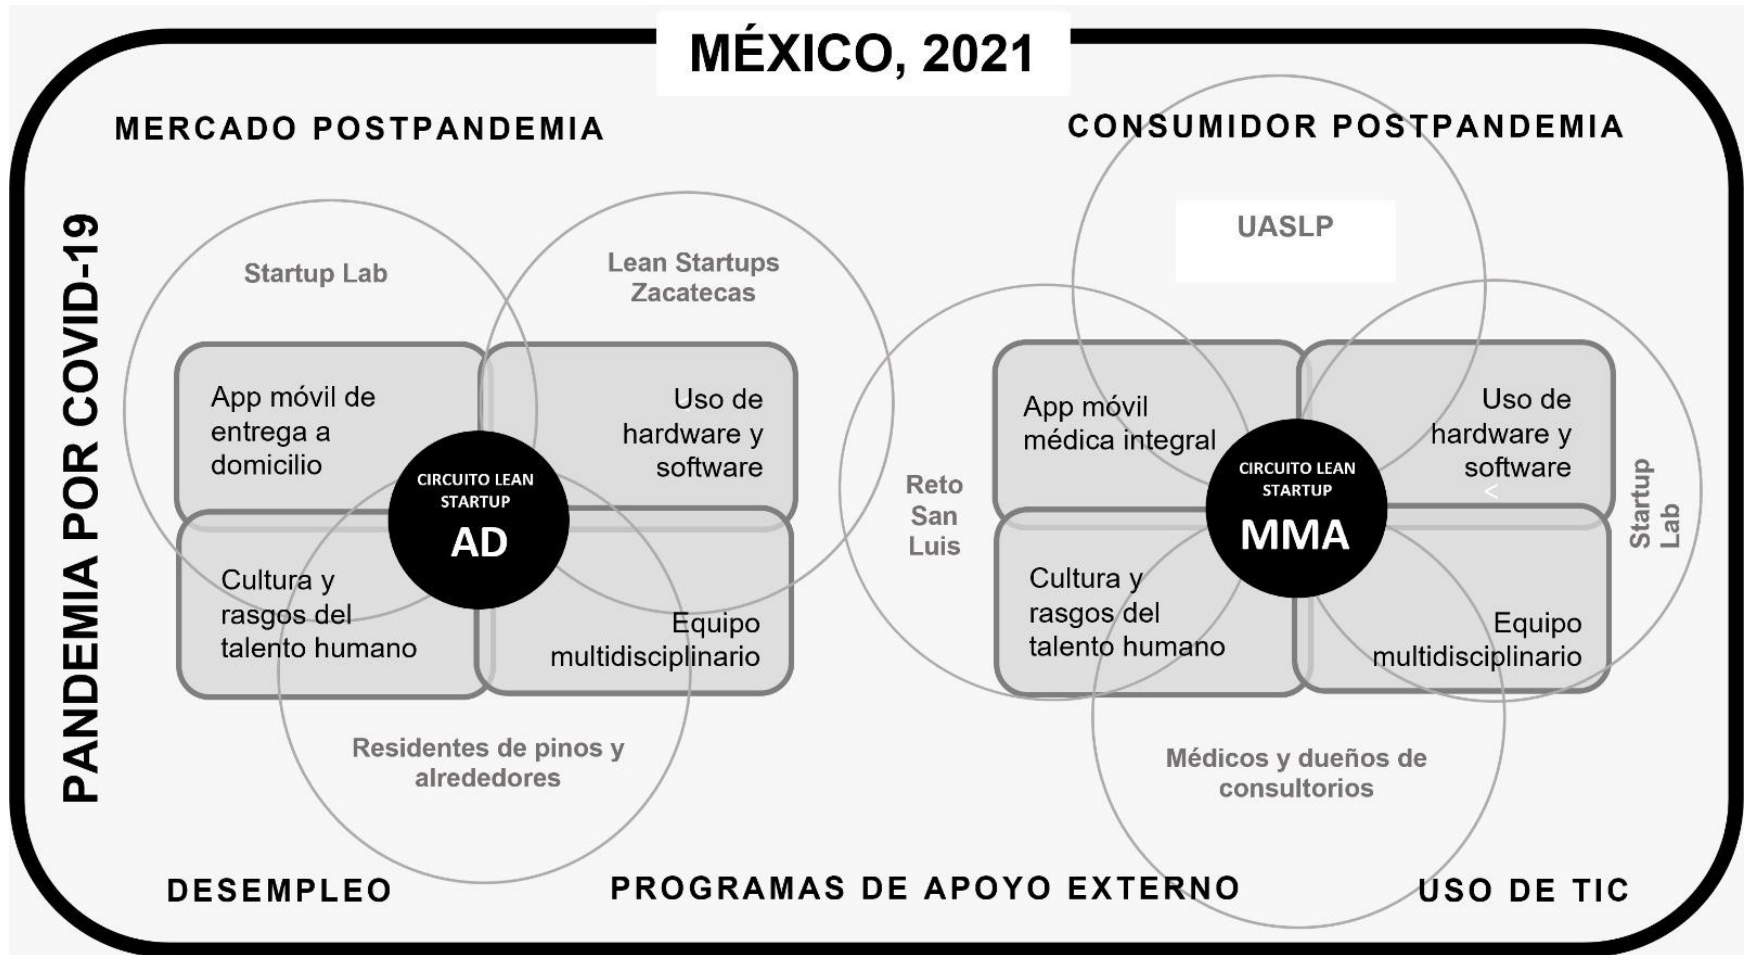 MÉXICO, 2021
MERCADO POSTPANDEMIA
CONSUMIDOR POSTPANDEMIA
PANDEMIA POR COVID-19
Startup Lab
Lean Startups
Zacatecas
App móvil de
entrega a
domicilio
Uso de
hardware y
software
CIRCUITO LEAN
STARTUP
AD
Cultura y
rasgos del
talento humano
Equipo
multidisciplinario
Residentes de pinos y
alrededores
UASLP
Reto
San
Luis
App móvil
médica integral
Uso de
hardware y
software
<
Startup
Lab
CIRCUITO LEAN
STARTUP
MMA
Cultura y
rasgos del
talento humano
Equipo
multidisciplinario
Médicos y dueños de
consultorios
DESEMPLEO
PROGRAMAS DE APOYO EXTERNO
USO DE TIC